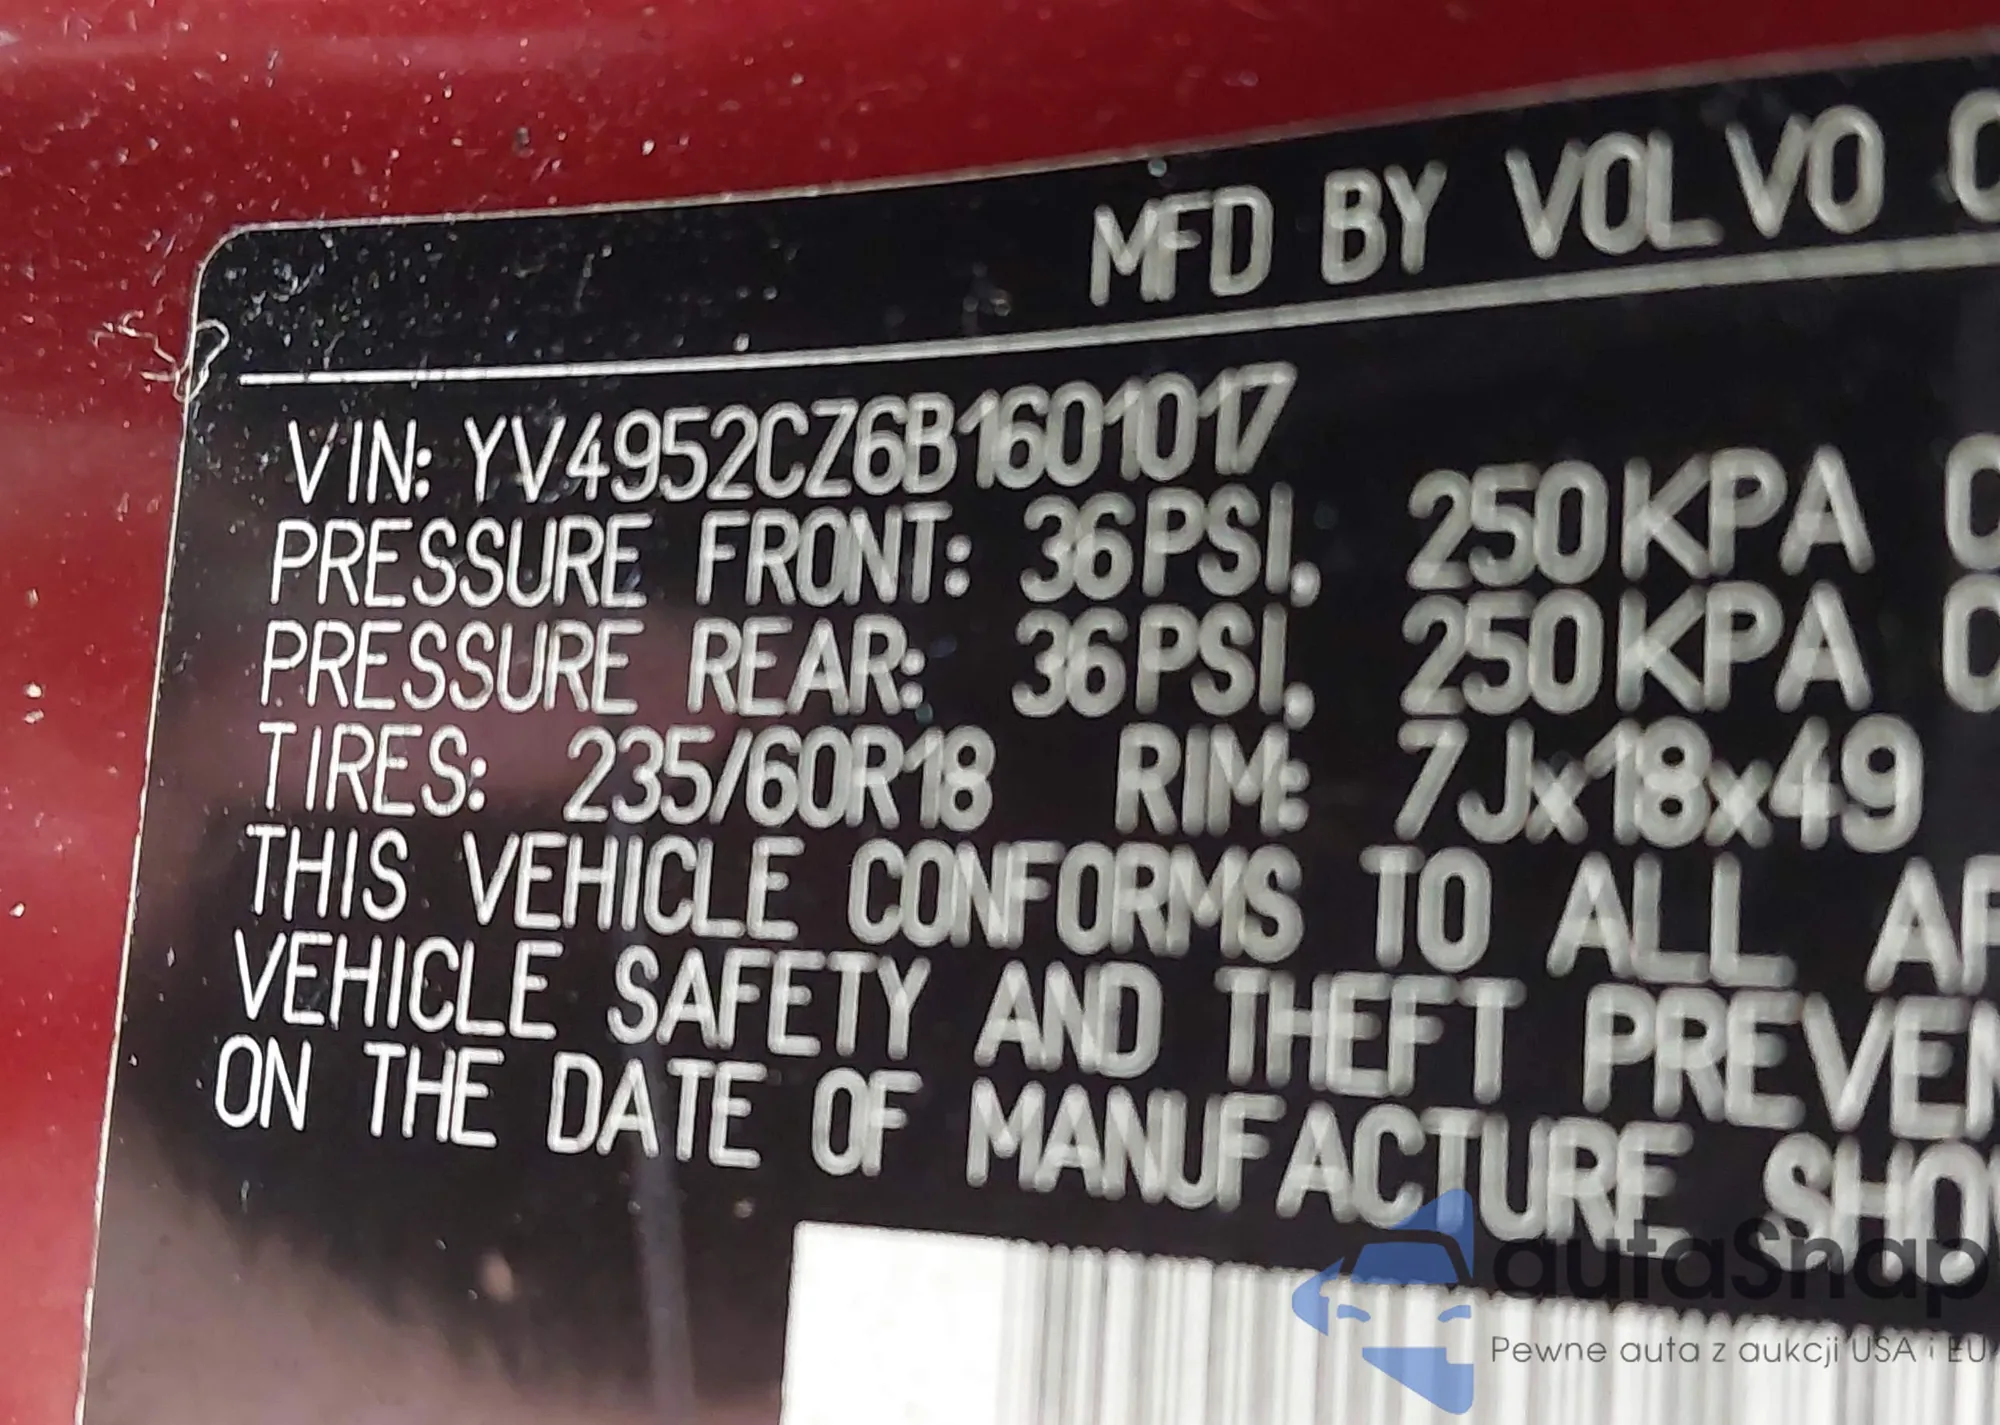 MFD BY VOLVO
VIN: YV4952CZ6B1601017
PRESSURE FRONT: 36PSI, 250KPA
PRESSURE REAR: 36PSI, 250KPA
TIRES: 235/60R18 RIM: 7Jx18x49
THIS VEHICLE CONFORMS TO ALL
VEHICLE SAFETY AND THEFT
ON THE DATE OF MANUFACTURE
autaSnap
Pewne auta z aukcji USA i EU